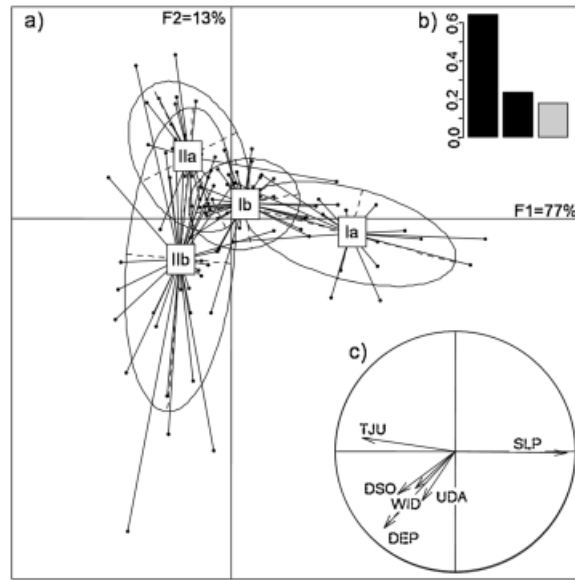 a)
F2=13%
b)
0.0 0.2 0.4 0.6
IIa
Ib
F1=77%
Ia
IIb
c)
TJU
SLP
DSO
WID
UDA
DEP